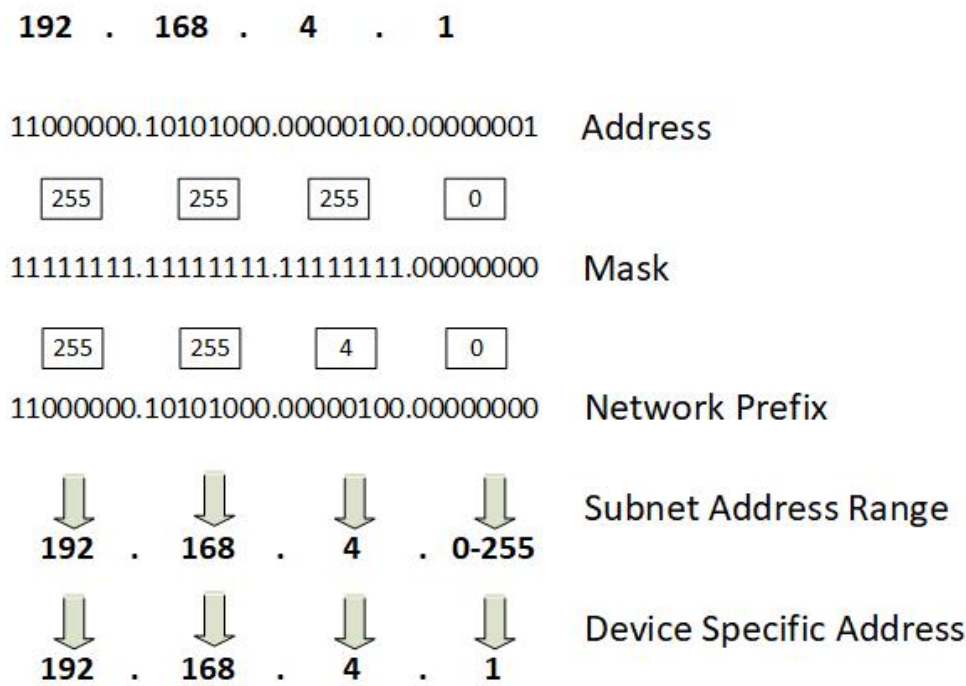 192 . 168 . 4 . 1
11000000.10101000.00000100.00000001 Address
255 255 255 0
11111111.11111111.11111111.00000000 Mask
255 255 4 0
11000000.10101000.00000100.00000000 Network Prefix
Subnet Address Range
192 . 168 . 4 . 0-255
Device Specific Address
192 . 168 . 4 . 1